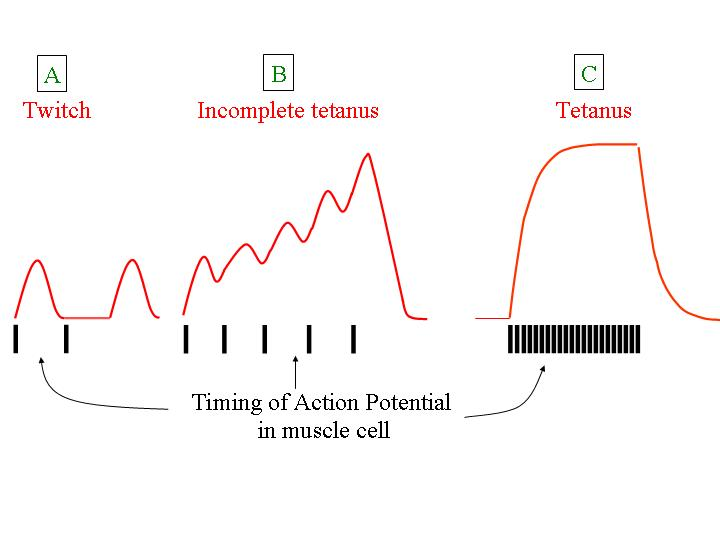 A
Twitch
B
Incomplete tetanus
C
Tetanus
Timing of Action Potential
in muscle cell